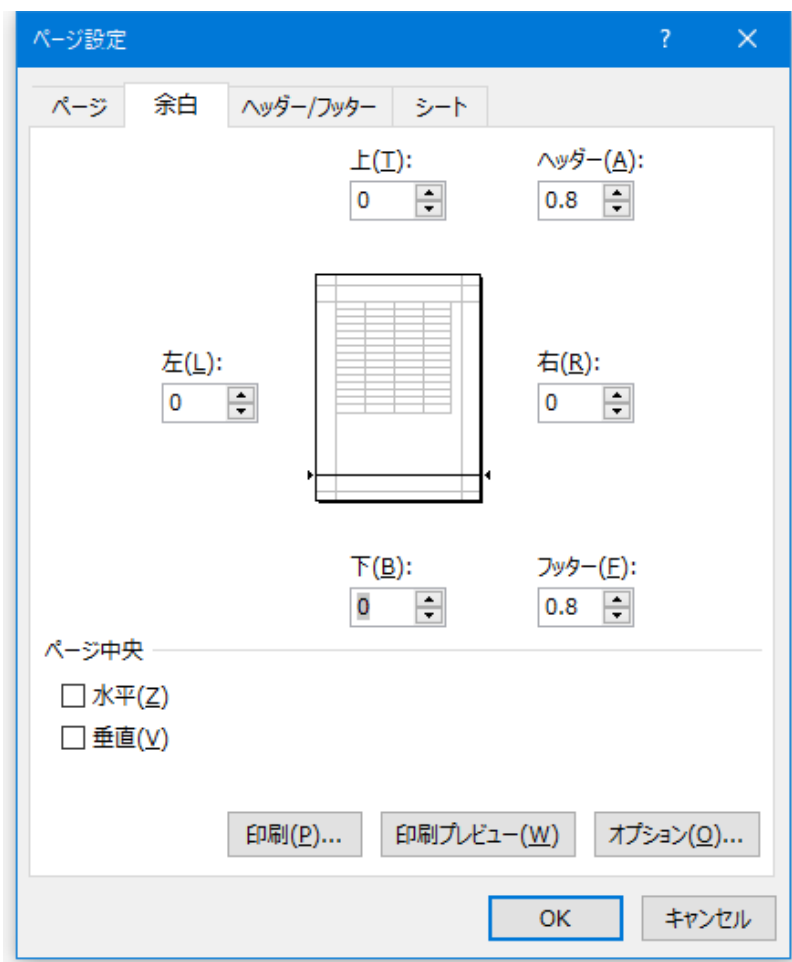 ページ設定 ?
ページ 余白 ヘッダー/フッター シート
上(T): ヘッダー(A):
0 0.8
左(L): 右(R):
0 0
下(B): フッター(F):
0 0.8
ページ中央
水平(Z)
垂直(V)
印刷(P)... 印刷プレビュー(W) オプション(O)...
OK キャンセル